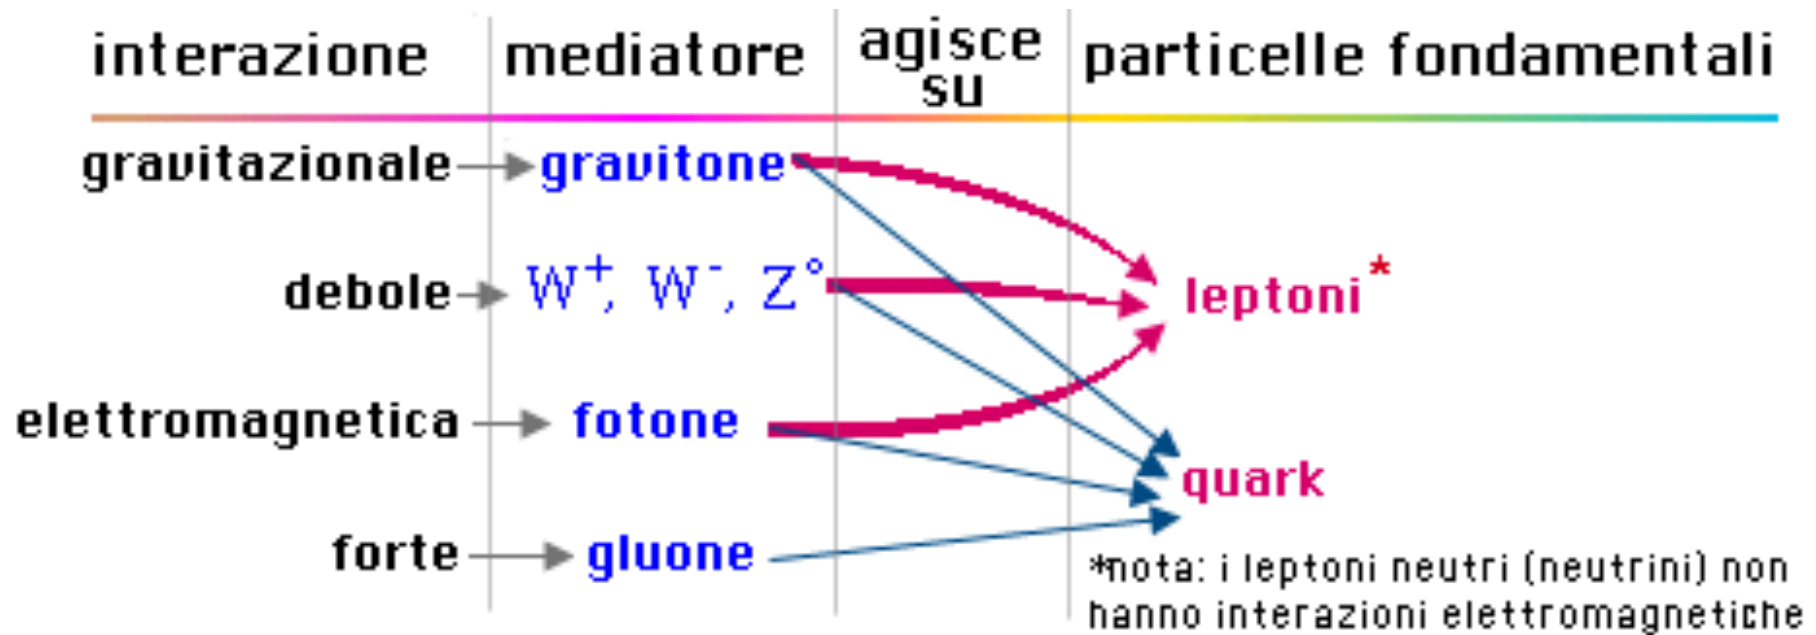 interazione mediatore agisce su particelle fondamentali
gravitazionale gravitone
debole W⁺, W⁻, Z° leptoni*
elettromagnetica fotone
quark
forte gluone
*nota: i leptoni neutri (neutrini) non
hanno interazioni elettromagnetiche